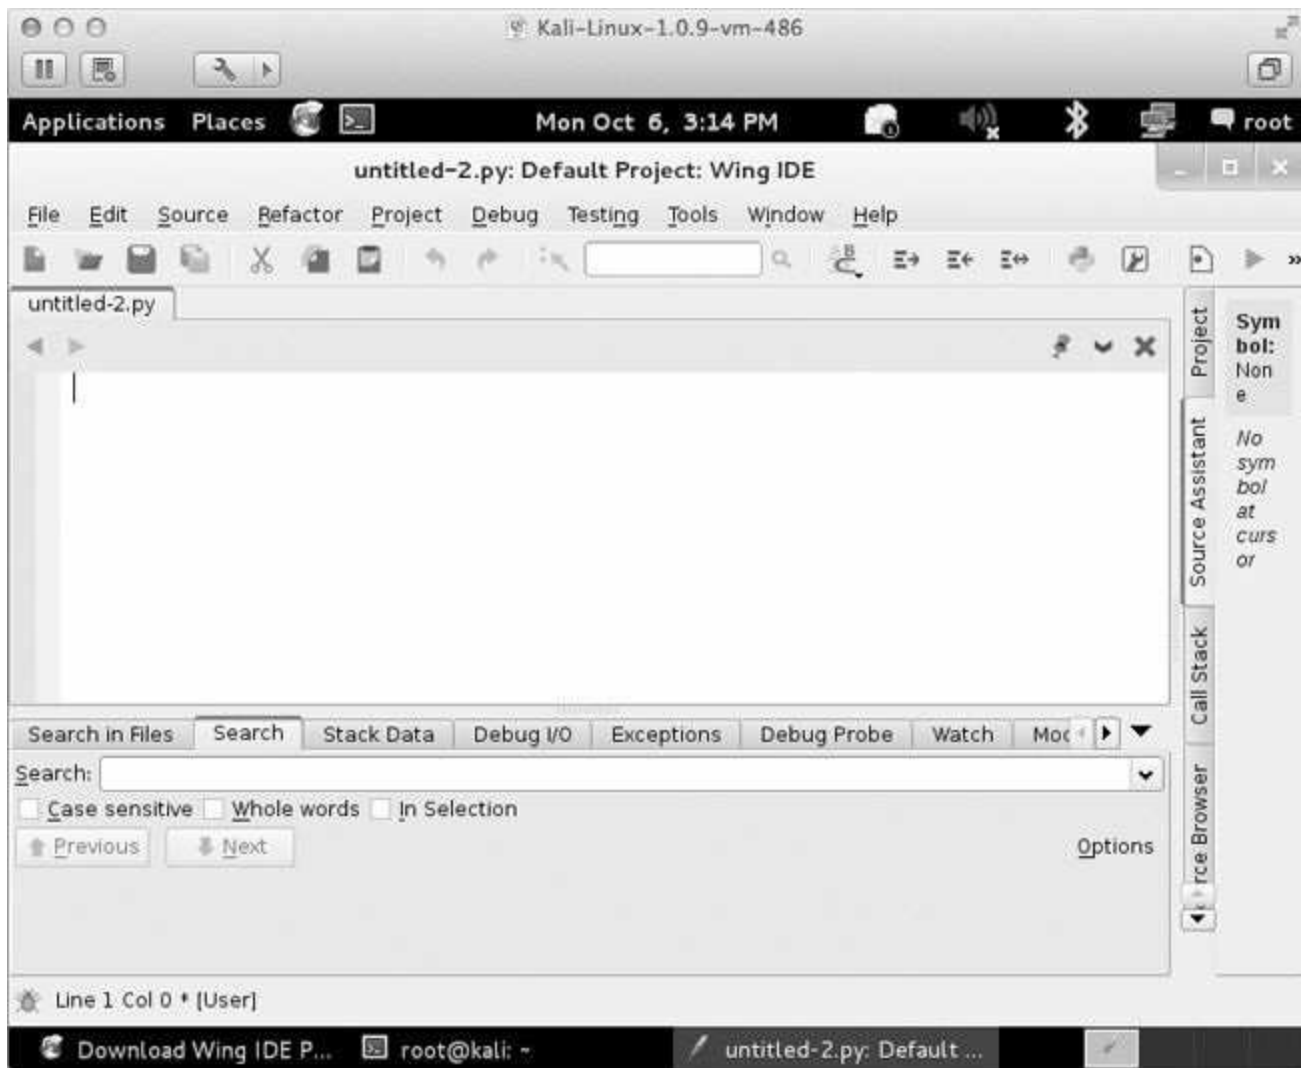 Kali-Linux-1.0.9-vm-486
Applications Places Mon Oct 6, 3:14 PM root
untitled-2.py: Default Project: Wing IDE
File Edit Source Refactor Project Debug Testing Tools Window Help
untitled-2.py
Project
Source Assistant
Call Stack
rce Browser
Sym
bol:
Non
e
No
sym
bol
at
curs
or
Search in Files Search Stack Data Debug I/O Exceptions Debug Probe Watch Moc
Search:
Case sensitive Whole words In Selection
Previous Next Options
Line 1 Col 0 * [User]
Download Wing IDE P... root@kali: ~ untitled-2.py: Default ...